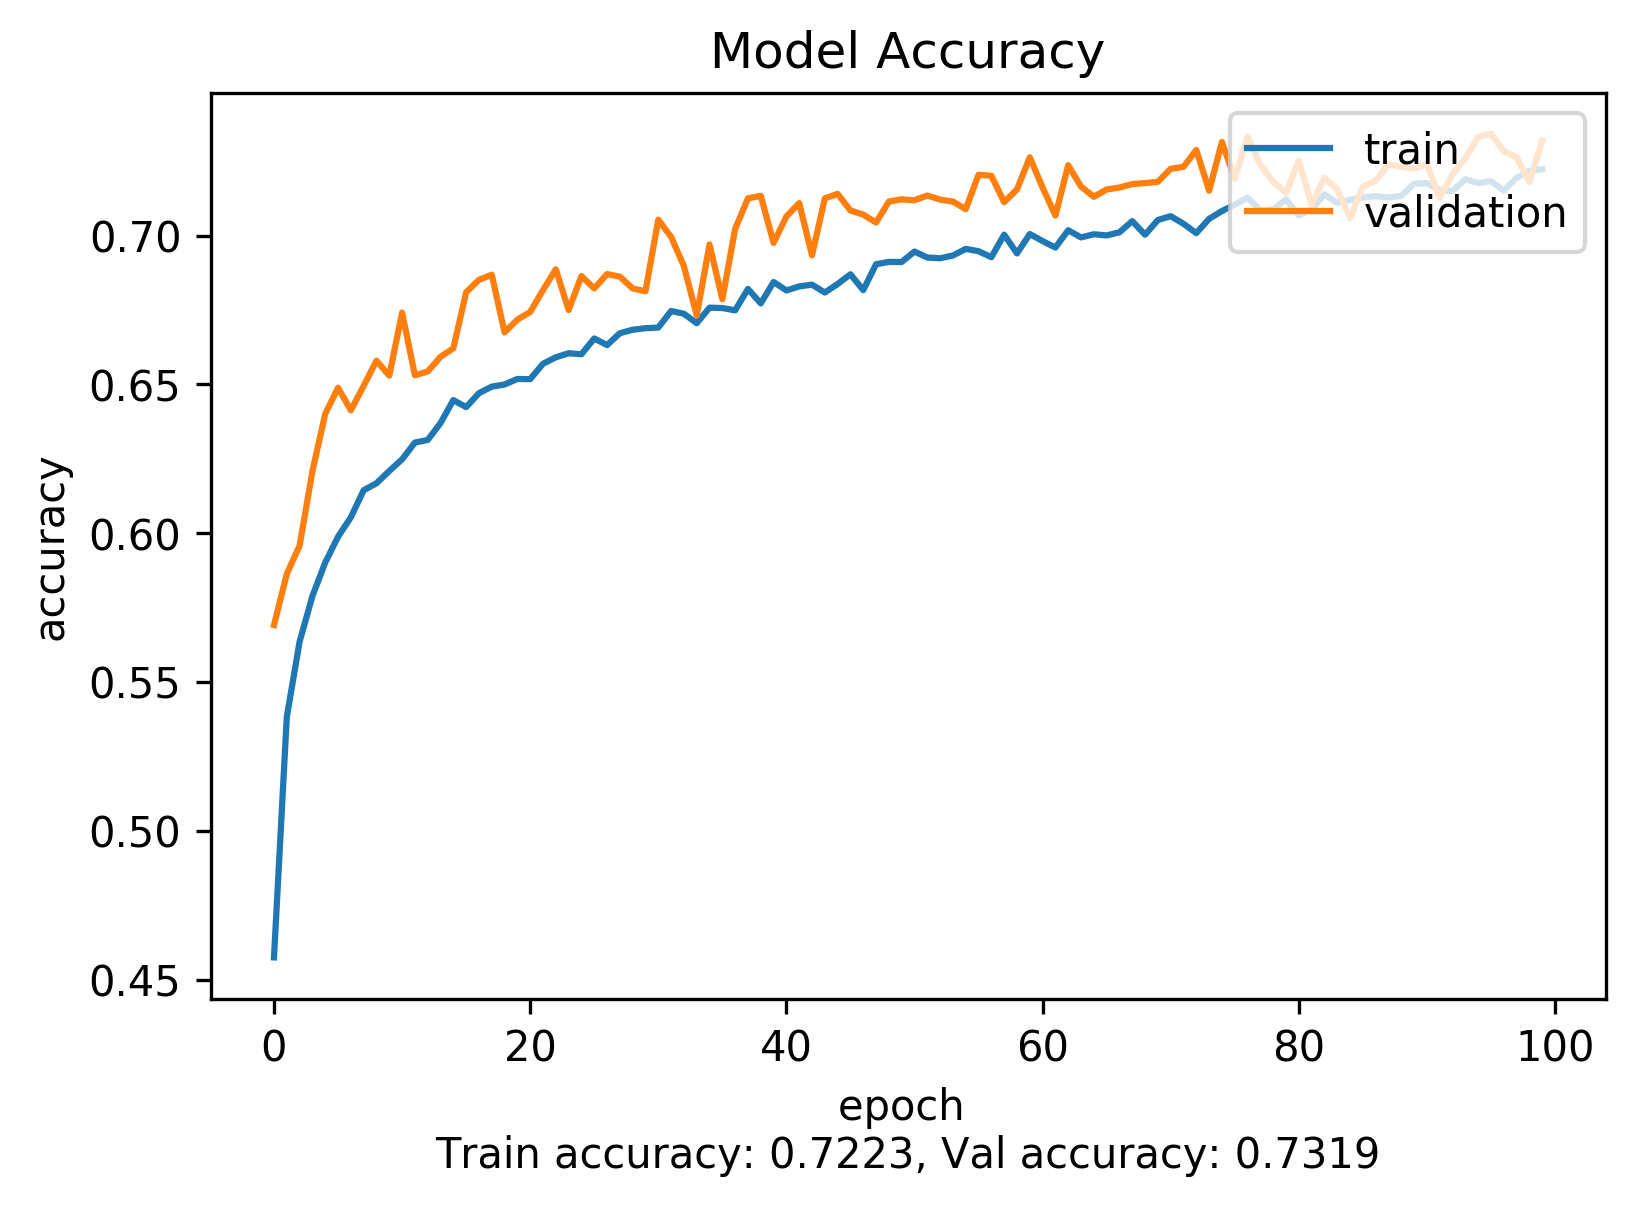 Model Accuracy
train
validation
accuracy
0.70
0.65
0.60
0.55
0.50
0.45
0 20 40 60 80 100
epoch
Train accuracy: 0.7223, Val accuracy: 0.7319